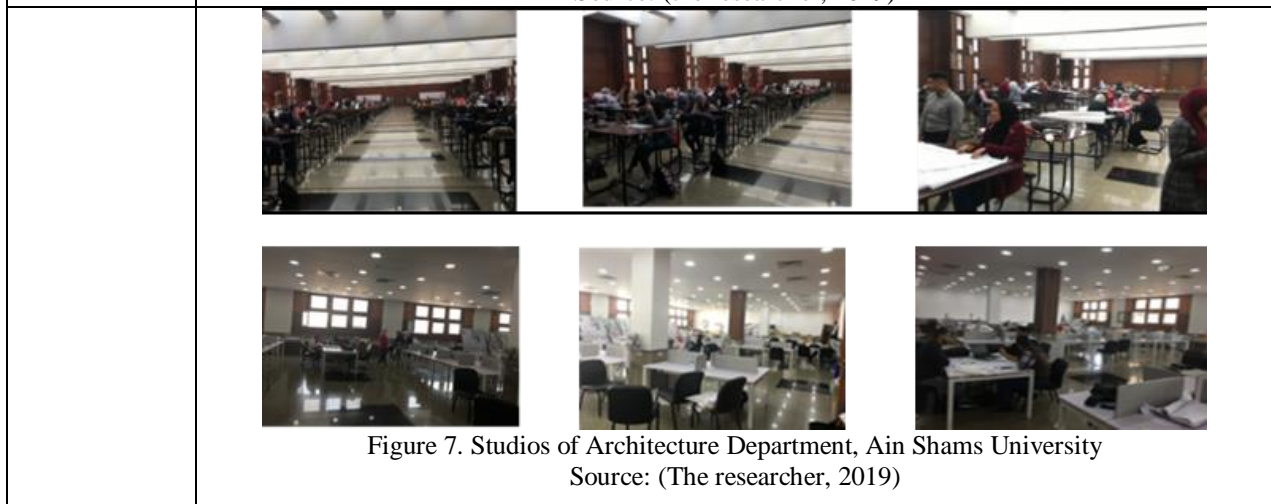 Figure 7. Studios of Architecture Department, Ain Shams University
Source: (The researcher, 2019)